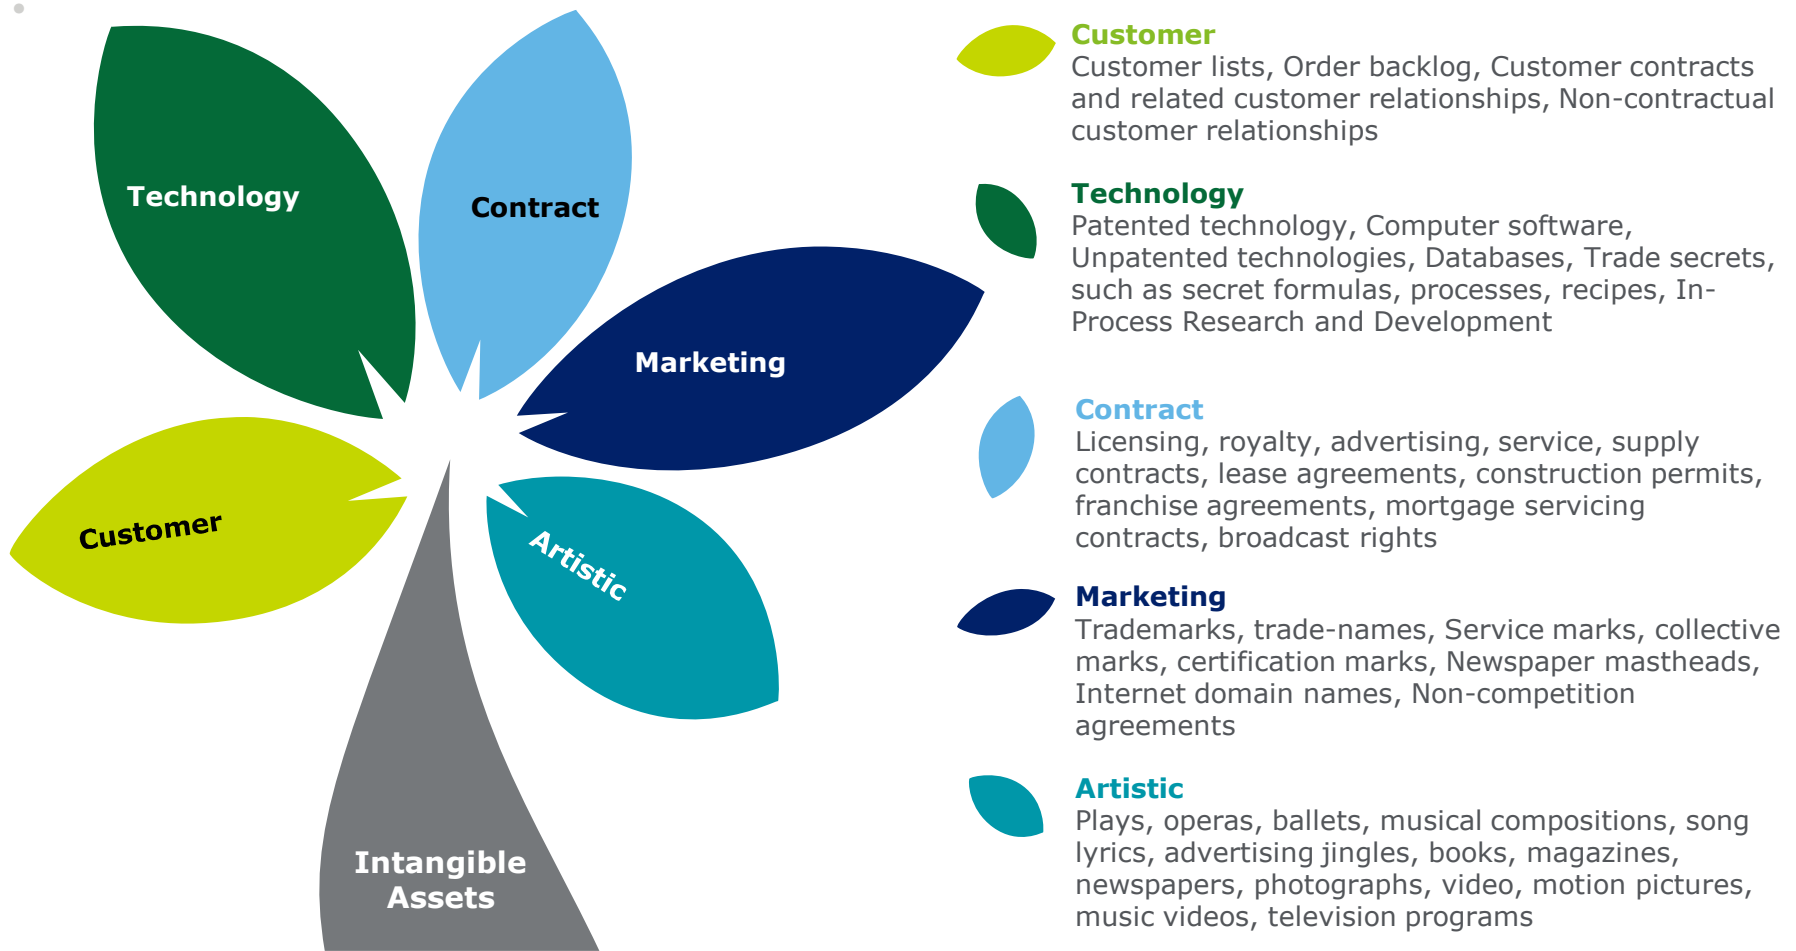 Technology
Contract
Marketing
Customer
Artistic
Intangible
Assets
Customer
Customer lists, Order backlog, Customer contracts
and related customer relationships, Non-contractual
customer relationships
Technology
Patented technology, Computer software,
Unpatented technologies, Databases, Trade secrets,
such as secret formulas, processes, recipes, In-
Process Research and Development
Contract
Licensing, royalty, advertising, service, supply
contracts, lease agreements, construction permits,
franchise agreements, mortgage servicing
contracts, broadcast rights
Marketing
Trademarks, trade-names, Service marks, collective
marks, certification marks, Newspaper mastheads,
Internet domain names, Non-competition
agreements
Artistic
Plays, operas, ballets, musical compositions, song
lyrics, advertising jingles, books, magazines,
newspapers, photographs, video, motion pictures,
music videos, television programs